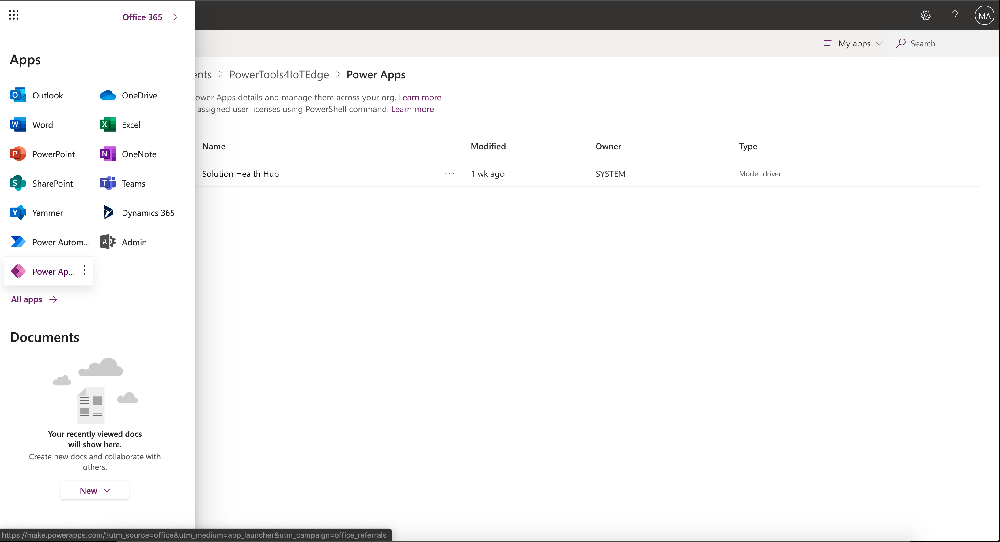 Office 365
MA
My apps
Search
Apps
ents > PowerTools4IoTEdge > Power Apps
Outlook
OneDrive
Power Apps details and manage them across your org. Learn more
assigned user licenses using PowerShell command. Learn more
Word
Excel
Name Modified Owner Type
PowerPoint
OneNote
Solution Health Hub ... 1 wk ago SYSTEM Model-driven
SharePoint
Teams
Yammer
Dynamics 365
Power Autom...
Admin
Power Ap...
All apps
Documents
Your recently viewed docs
will show here.
Create new docs and collaborate with
others.
New
https://make.powerapps.com/?utm_source=office&utm_medium=app_launcher&utm_campaign=office_referrals